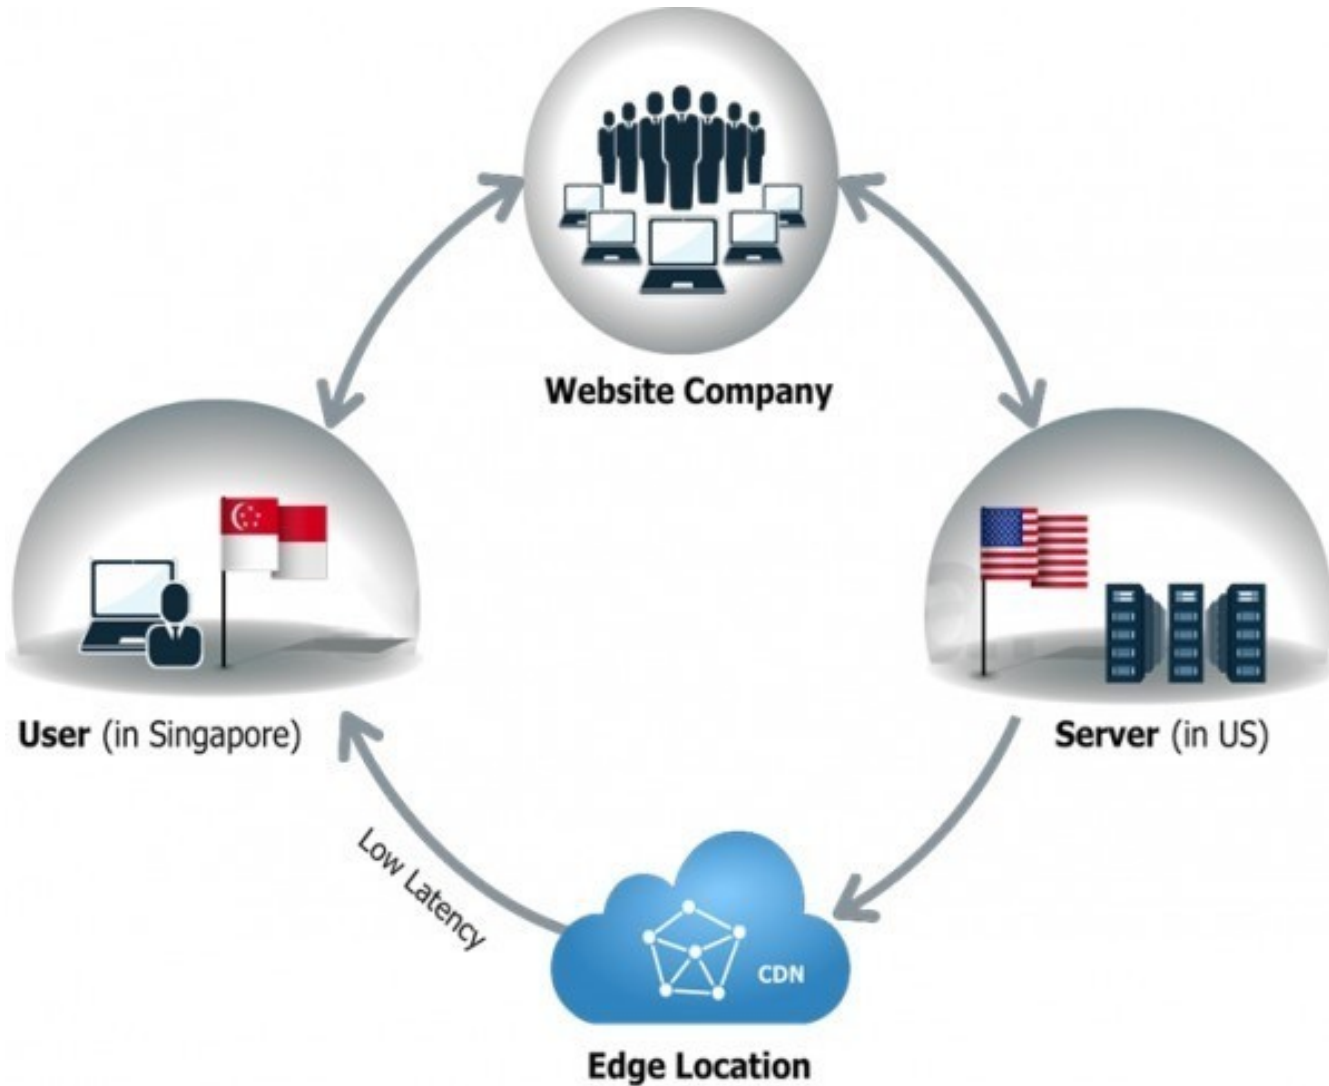 Website Company
User (in Singapore)
Server (in US)
Low Latency
CDN
Edge Location